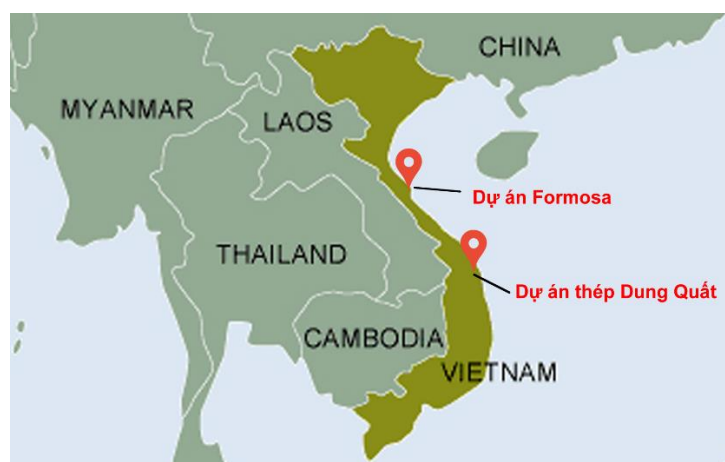 CHINA
MYANMAR
LAOS
Dự án Formosa
THAILAND
Dự án thép Dung Quất
CAMBODIA
VIETNAM